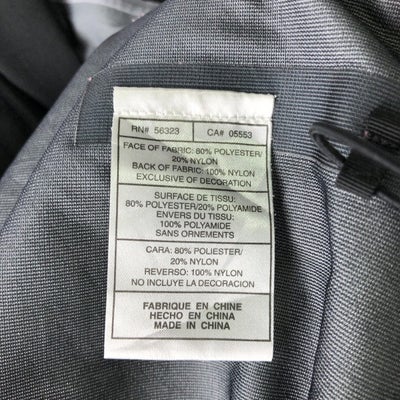 RN# 56323 CA# 05553
FACE OF FABRIC: 80% POLYESTER/
20% NYLON
BACK OF FABRIC: 100% NYLON
EXCLUSIVE OF DECORATION
SURFACE DE TISSU:
80% POLYESTER/20% POLYAMIDE
ENVERS DU TISSU:
100% POLYAMIDE
SANS ORNEMENTS
CARA: 80% POLIESTER/
20% NYLON
REVERSO: 100% NYLON
NO INCLUYE LA DECORACION
FABRIQUE EN CHINE
HECHO EN CHINA
MADE IN CHINA